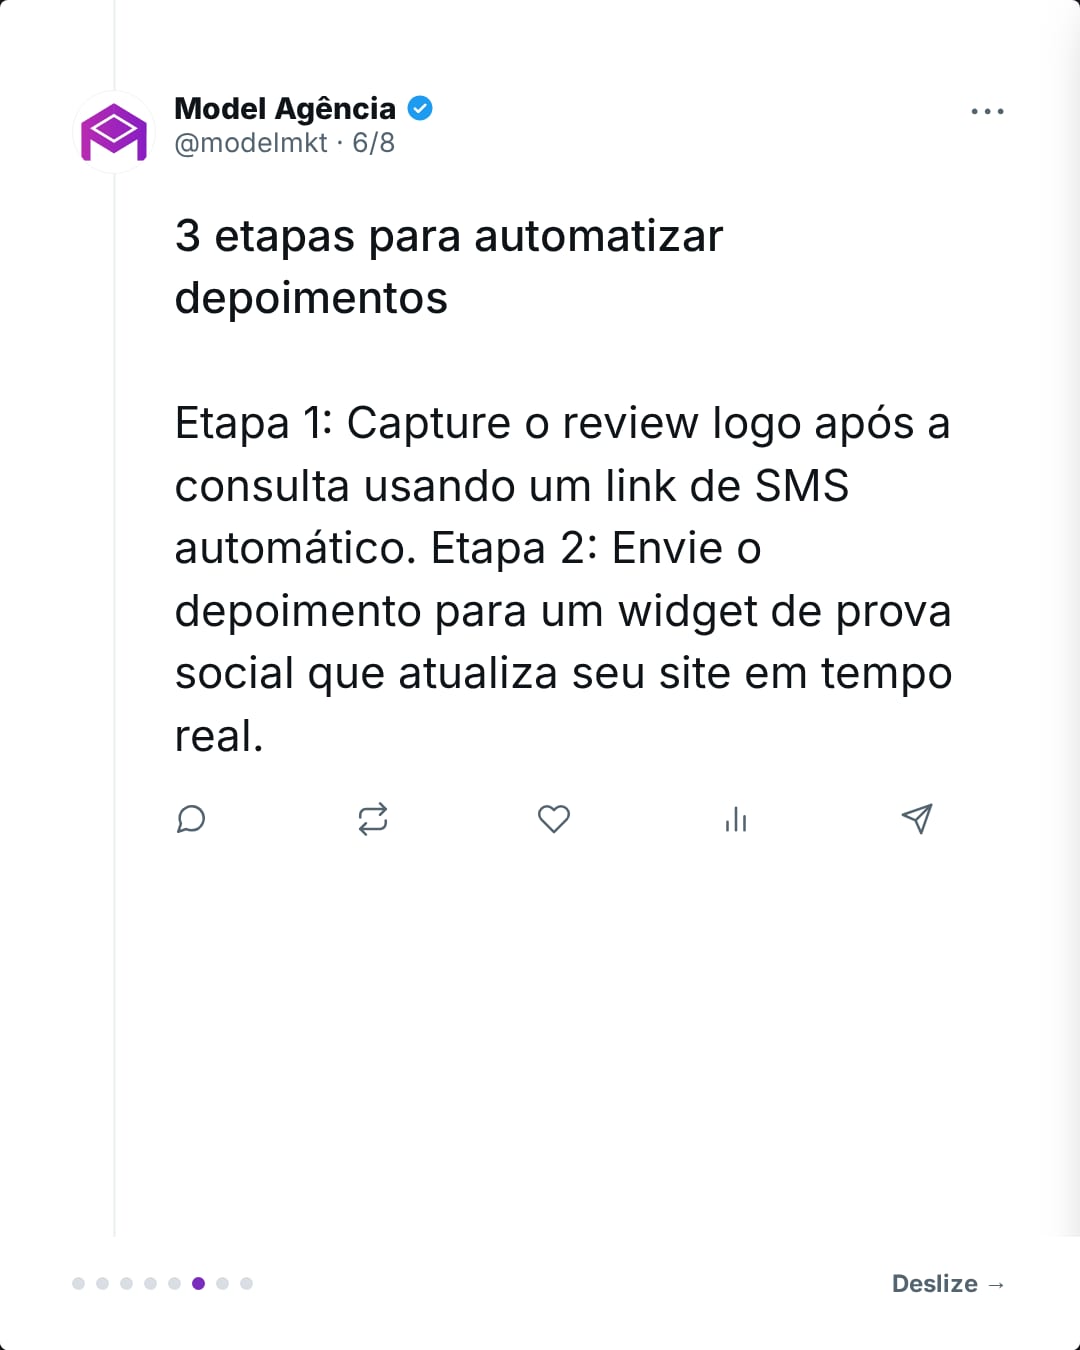 Model Agência
@modelmkt · 6/8
3 etapas para automatizar
depoimentos
Etapa 1: Capture o review logo após a
consulta usando um link de SMS
automático. Etapa 2: Envie o
depoimento para um widget de prova
social que atualiza seu site em tempo
real.
Deslize →